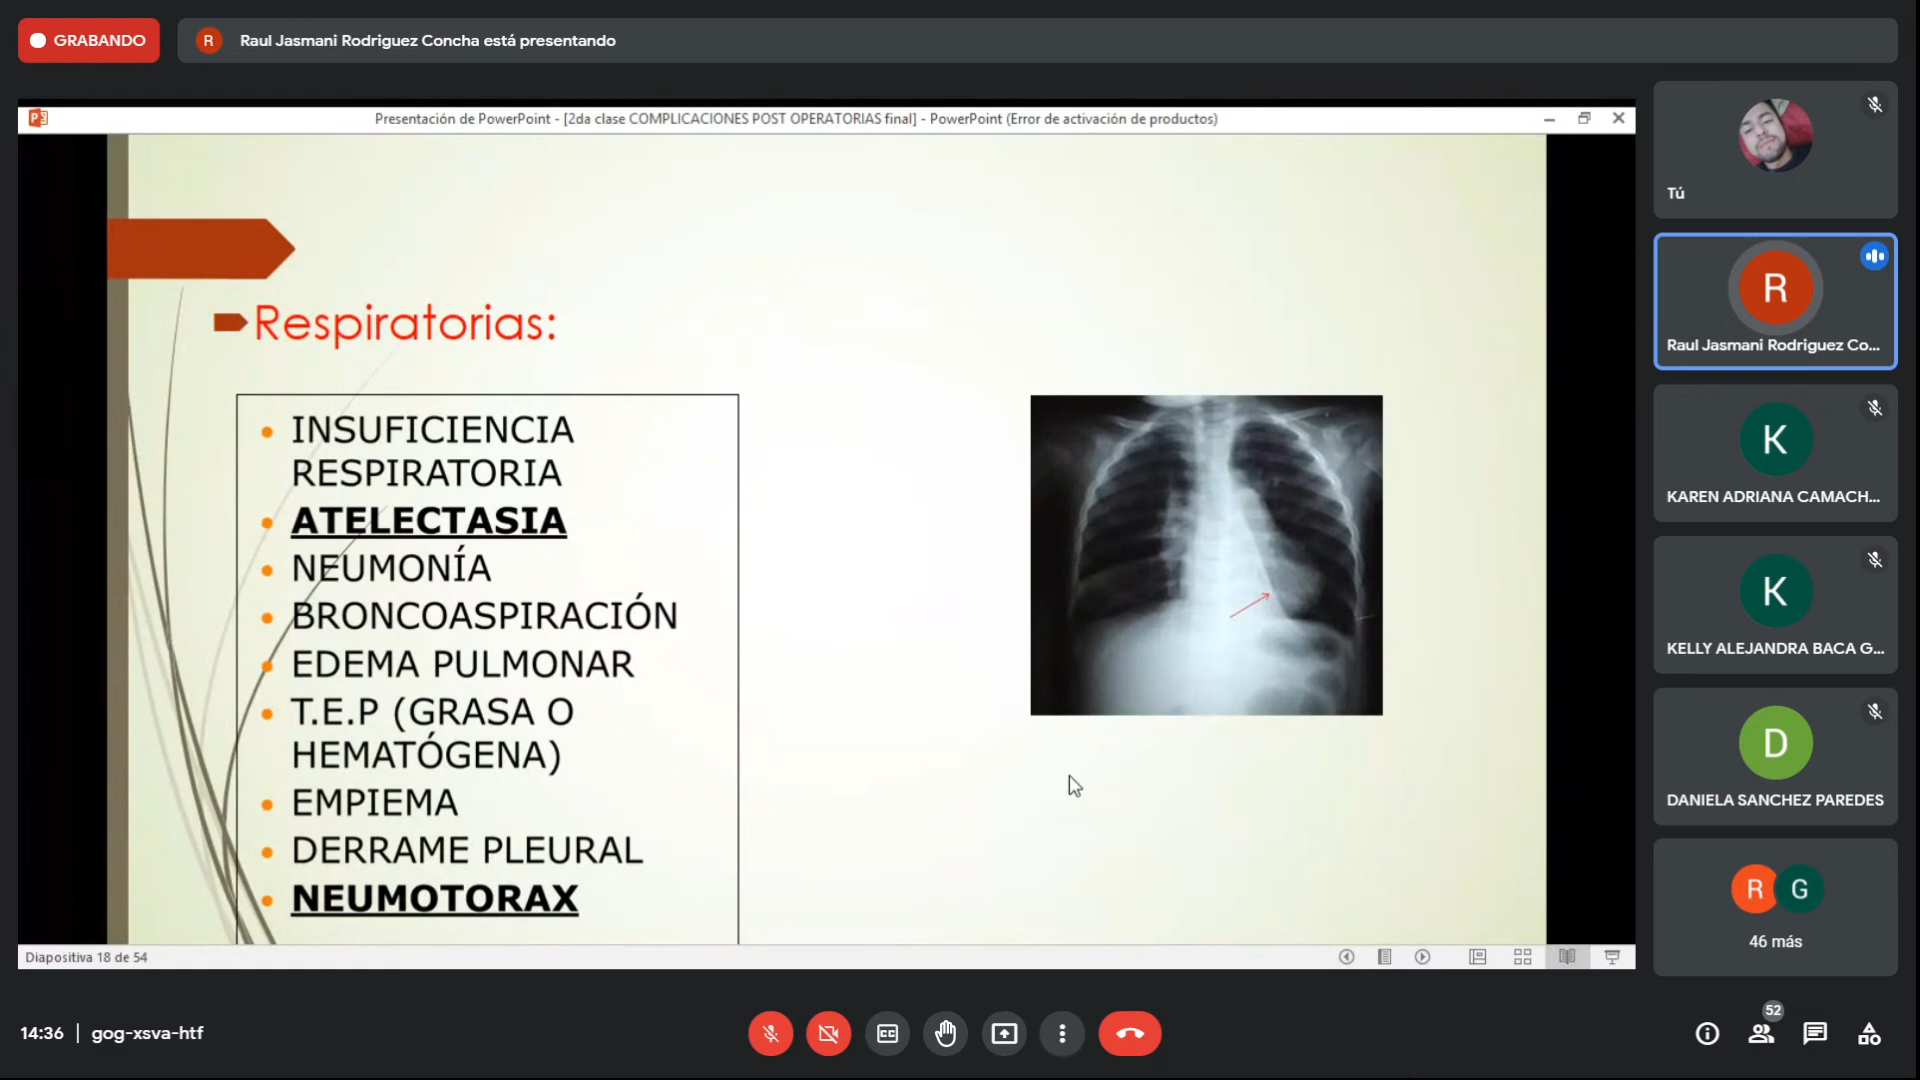 GRABANDO
R
Raul Jasmani Rodriguez Concha está presentando
Presentación de PowerPoint - [2da clase COMPLICACIONES POST OPERATORIAS final] - PowerPoint (Error de activación de productos)
Respiratorias:
INSUFICIENCIA
RESPIRATORIA
ATELECTASIA
NEUMONÍA
BRONCOASPIRACIÓN
EDEMA PULMONAR
T.E.P (GRASA O
HEMATÓGENA)
EMPIEMA
DERRAME PLEURAL
NEUMOTORAX
Diapositiva 18 de 54
Tú
R
Raul Jasmani Rodriguez Co...
K
KAREN ADRIANA CAMACH...
K
KELLY ALEJANDRA BACA G...
D
DANIELA SANCHEZ PAREDES
R G
46 más
14:36 | gog-xsva-htf
CC
52